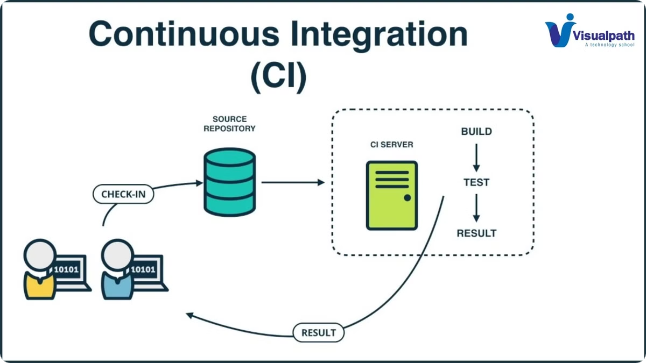 Continuous Integration
(CI)
Visualpath
A technology school
SOURCE
REPOSITORY
CI SERVER
BUILD
TEST
RESULT
CHECK-IN
10101
10101
RESULT